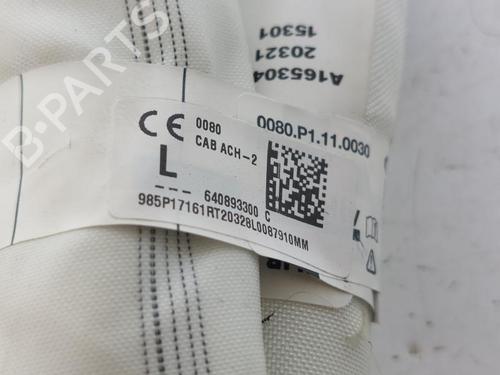 B-PARTS
A165304
20321
15301
CE 0080
0080.P1.11.0030
CAB ACH-2
L
--- 640893300 C
985P17161RT20328L0087910MM